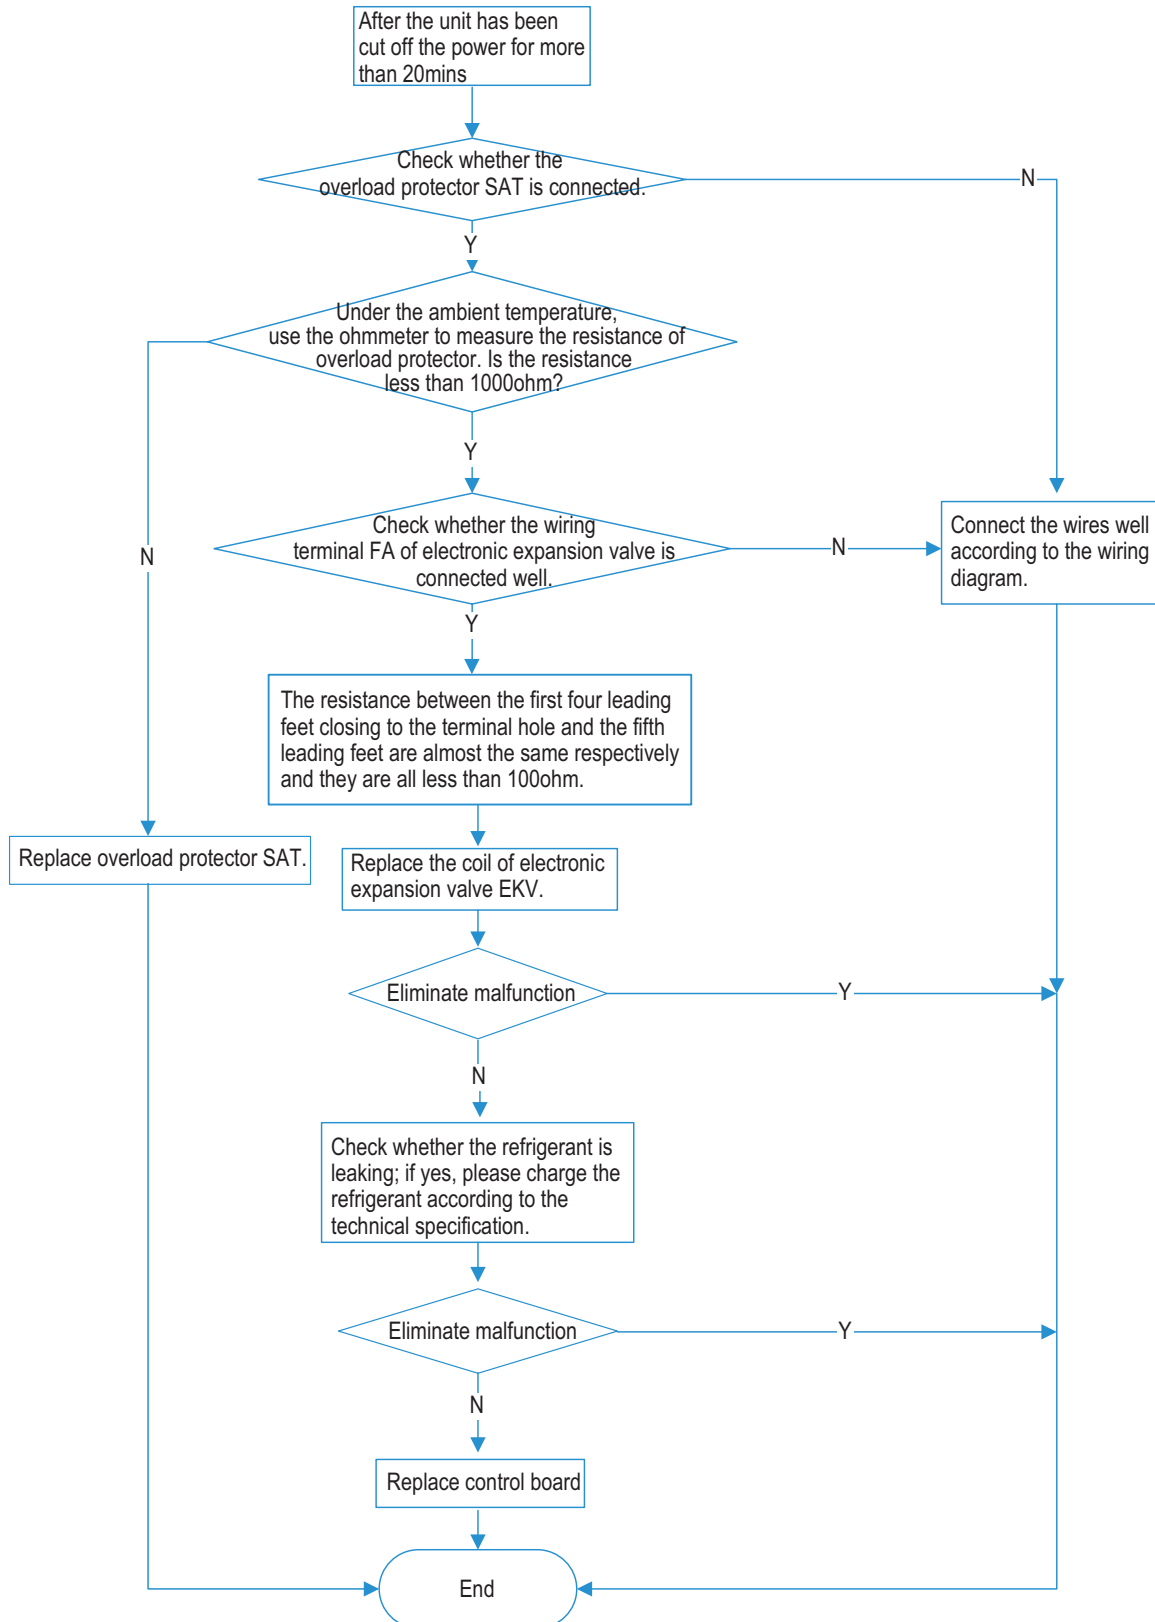 After the unit has been
cut off the power for more
than 20mins
Check whether the
overload protector SAT is connected.
N
Y
Under the ambient temperature,
use the ohmmeter to measure the resistance of
overload protector. Is the resistance
less than 1000ohm?
Y
N
Check whether the wiring
terminal FA of electronic expansion valve is
connected well.
N
Connect the wires well
according to the wiring
diagram.
Y
The resistance between the first four leading
feet closing to the terminal hole and the fifth
leading feet are almost the same respectively
and they are all less than 100ohm.
Replace overload protector SAT.
Replace the coil of electronic
expansion valve EKV.
Eliminate malfunction
Y
N
Check whether the refrigerant is
leaking; if yes, please charge the
refrigerant according to the
technical specification.
Eliminate malfunction
Y
N
Replace control board
End